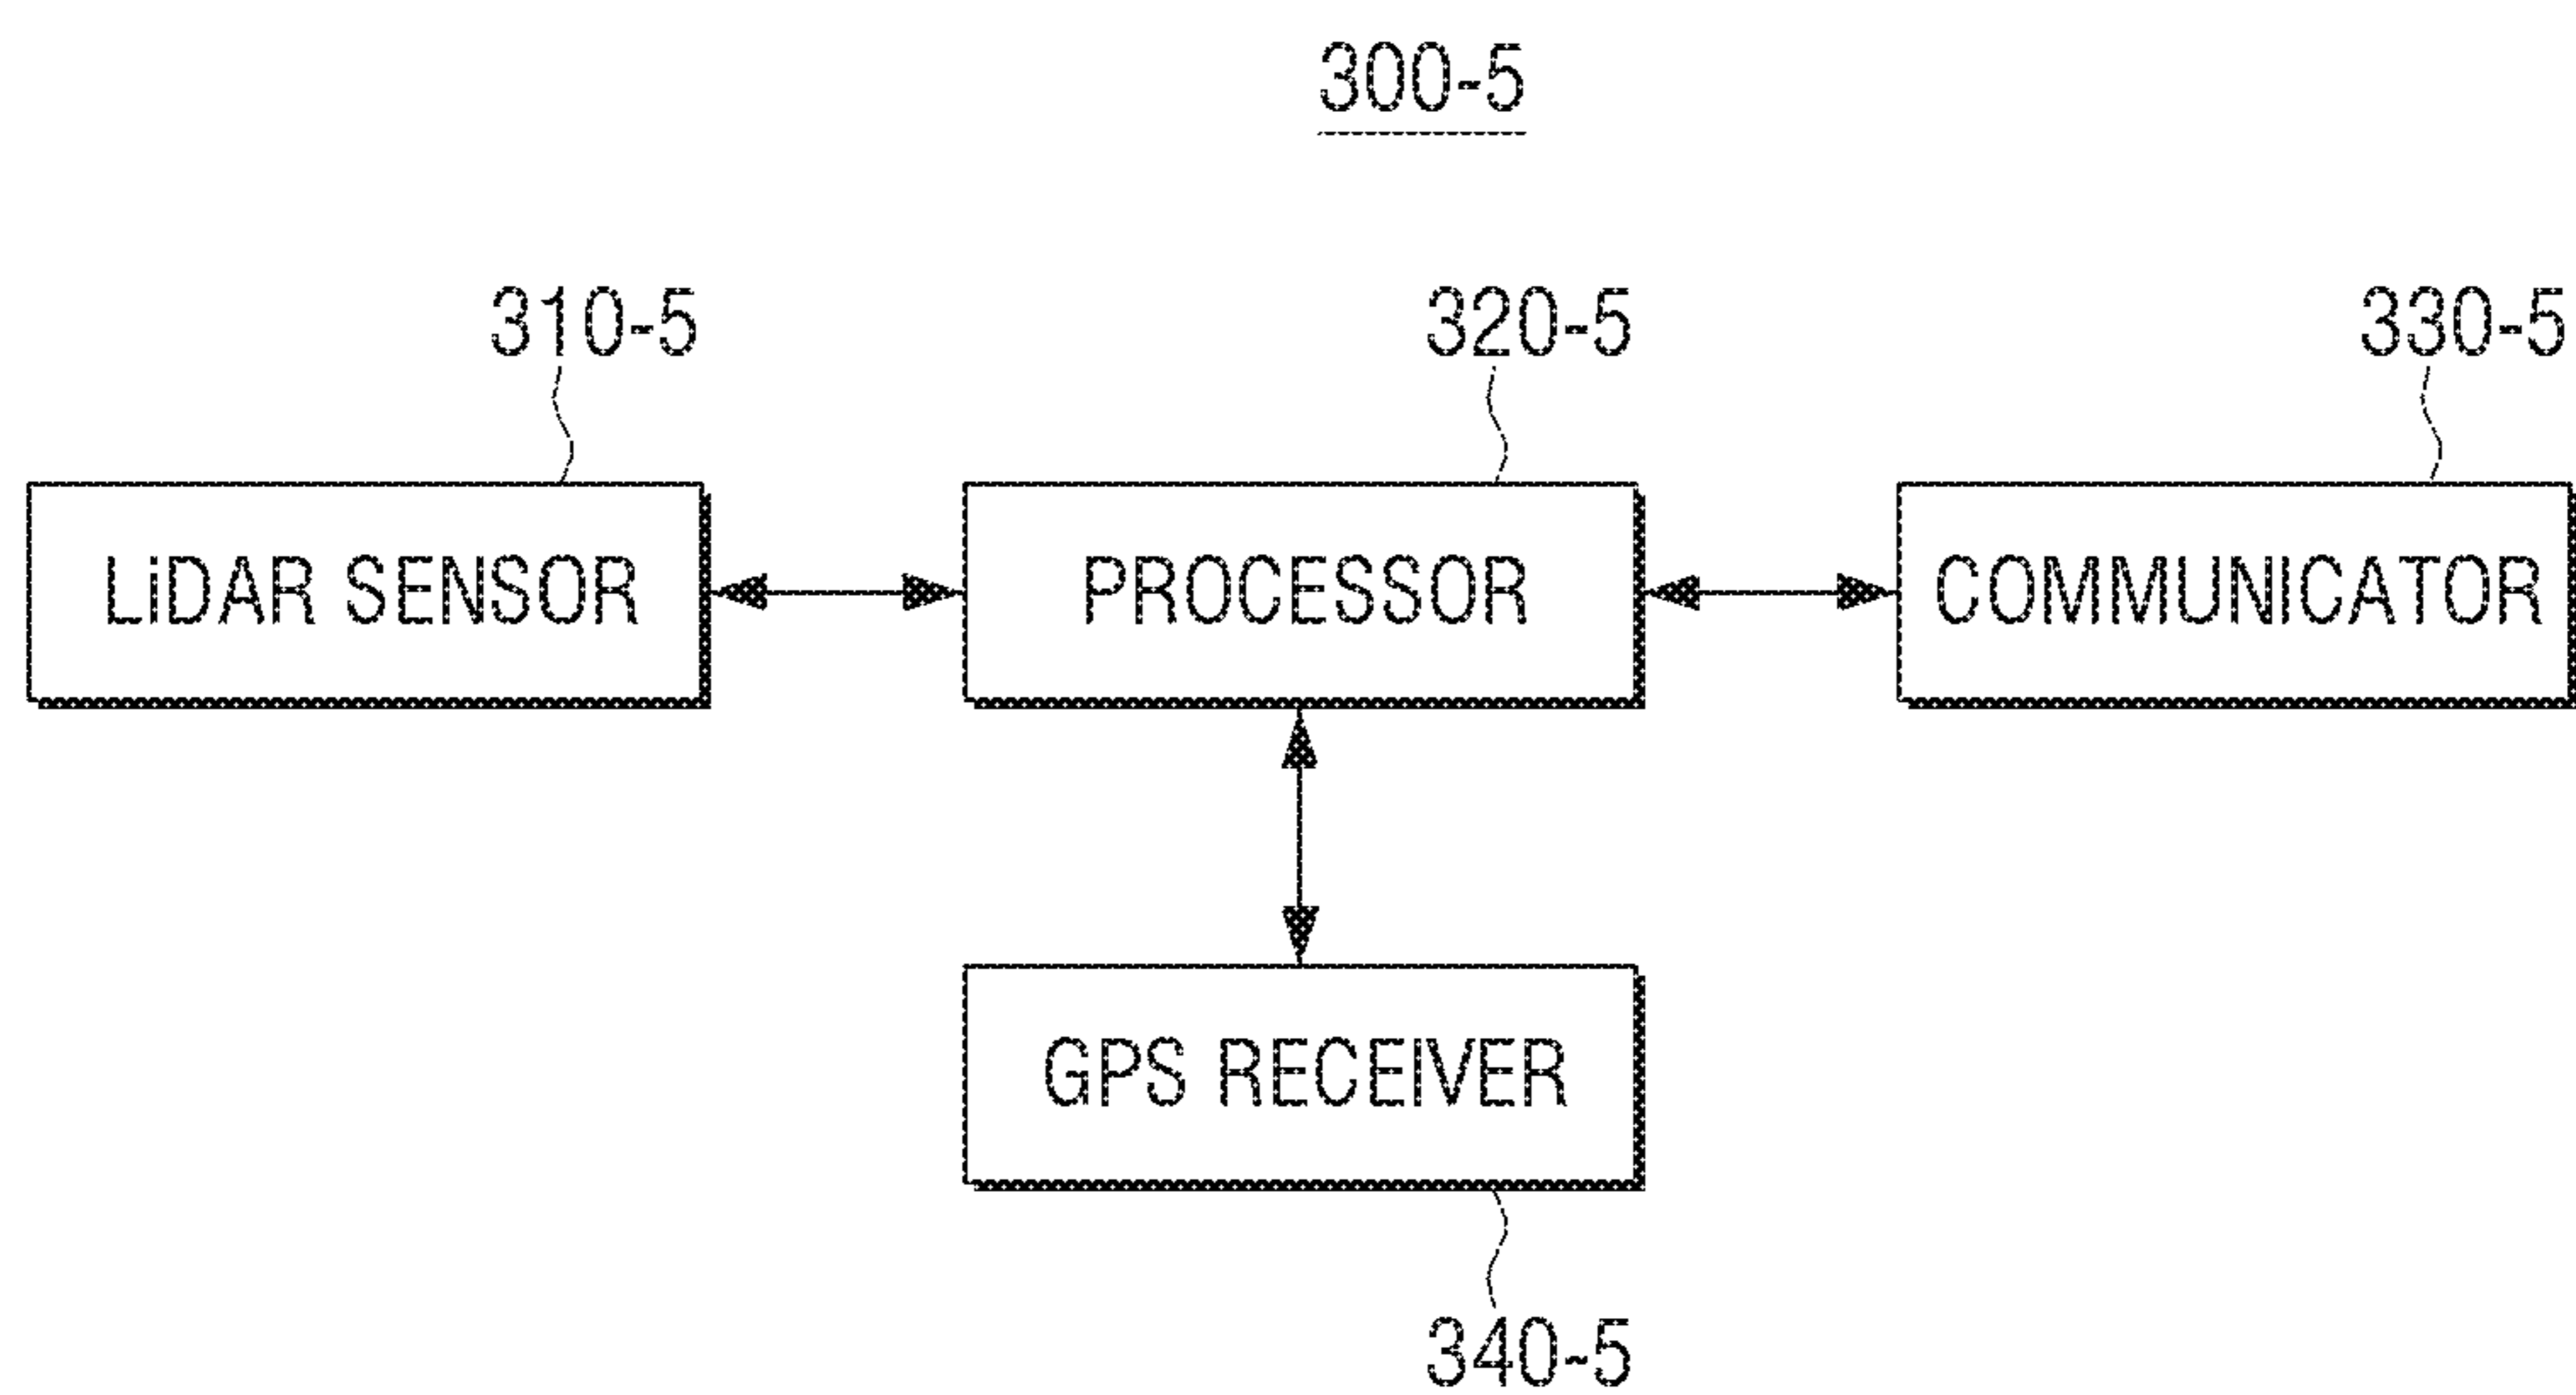 300-5
310-5
320-5
330-5
LiDAR SENSOR
PROCESSOR
COMMUNICATOR
GPS RECEIVER
340-5